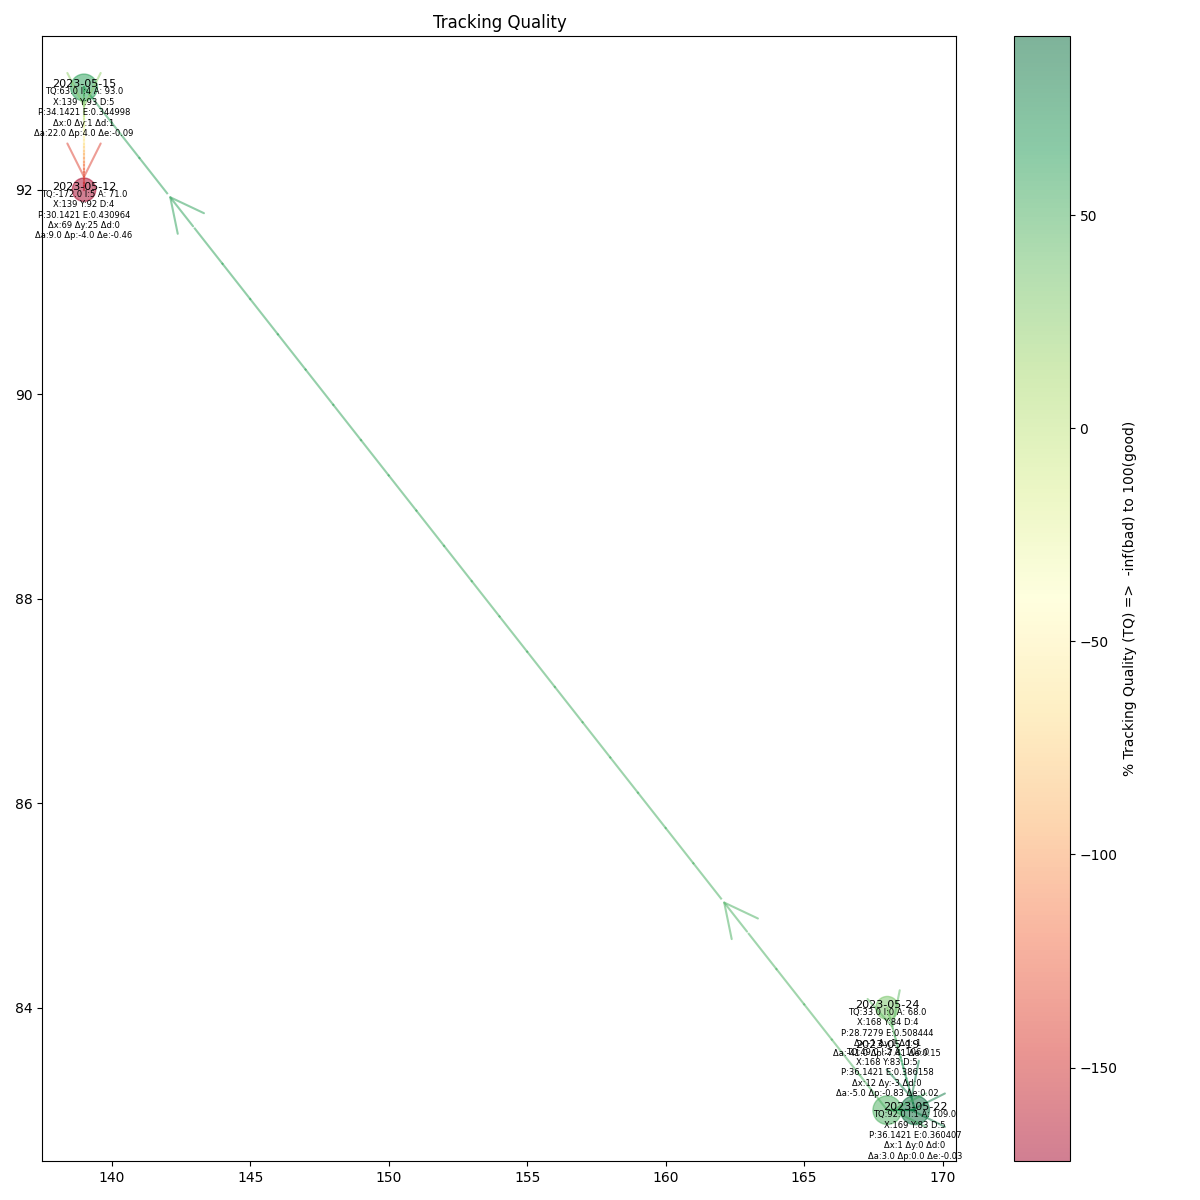 Tracking Quality
2023-05-15
TQ:63.0 I:4 A: 93.0
X:139 Y:93 D:5
P:34.1421 E:0.344998
Δx:0 Δy:1 Δd:1
Δa:22.0 Δp:4.0 Δe:-0.09
2023-05-12
TQ:-172.0 I:5 A: 71.0
X:139 Y:92 D:4
P:30.1421 E:0.430964
Δx:69 Δy:25 Δd:0
Δa:9.0 Δp:-4.0 Δe:-0.46
2023-05-24
TQ:33.0 I:0 A: 68.0
X:168 Y:84 D:4
P:28.7279 E:0.508444
2023-05-19
X:168 Y:83 D:5
P:36.1421 E:0.386158
Δx:12 Δy:-3 Δd:0
Δa:-5.0 Δp:-0.83 Δe:0.02
2023-05-22
TQ:92.0 I:1 A: 109.0
X:169 Y:83 D:5
P:36.1421 E:0.360407
Δx:1 Δy:0 Δd:0
Δa:3.0 Δp:0.0 Δe:-0.03
92
90
88
86
84
140
145
150
155
160
165
170
50
0
−50
−100
−150
% Tracking Quality (TQ) => -inf(bad) to 100(good)